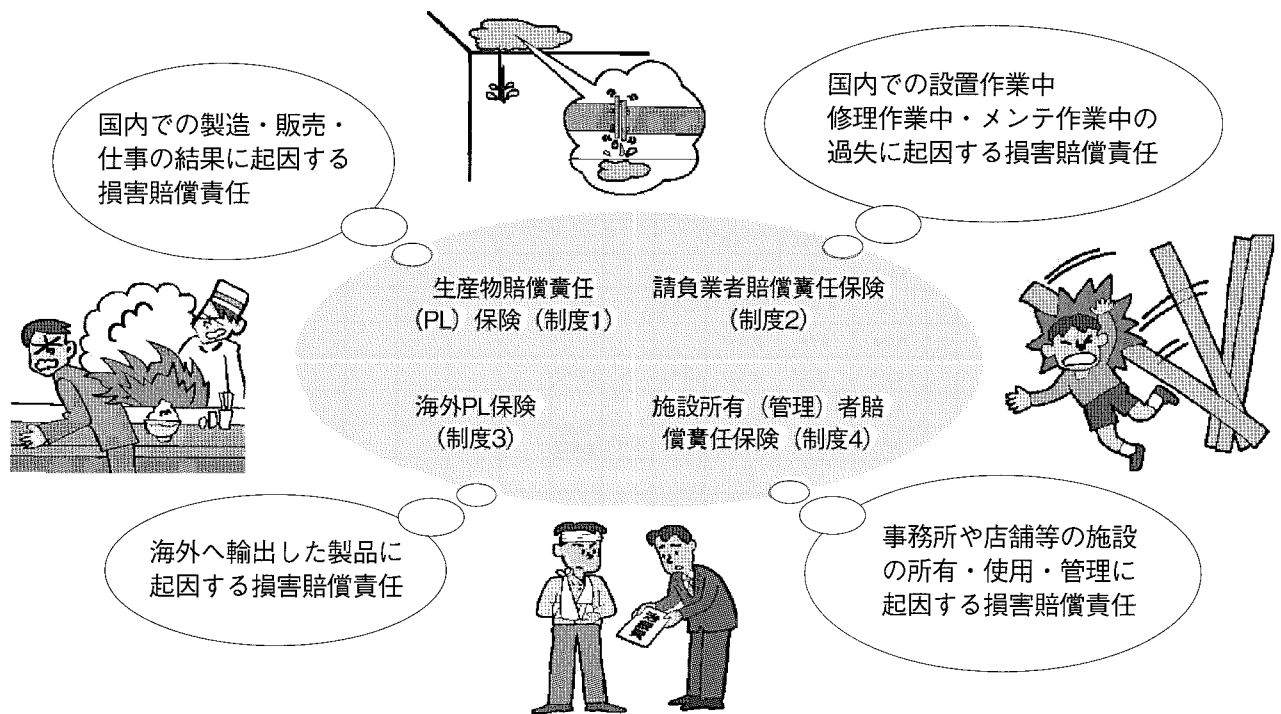 国内での製造・販売・
仕事の結果に起因する
損害賠償責任
国内での設置作業中
修理作業中・メンテ作業中の
過失に起因する損害賠償責任
生産物賠償責任
（PL）保険（制度1）
請負業者賠償責任保険
（制度2）
海外PL保険
（制度3）
施設所有（管理）者賠
償責任保険（制度4）
海外へ輸出した製品に
起因する損害賠償責任
事務所や店舗等の施設
の所有・使用・管理に
起因する損害賠償責任